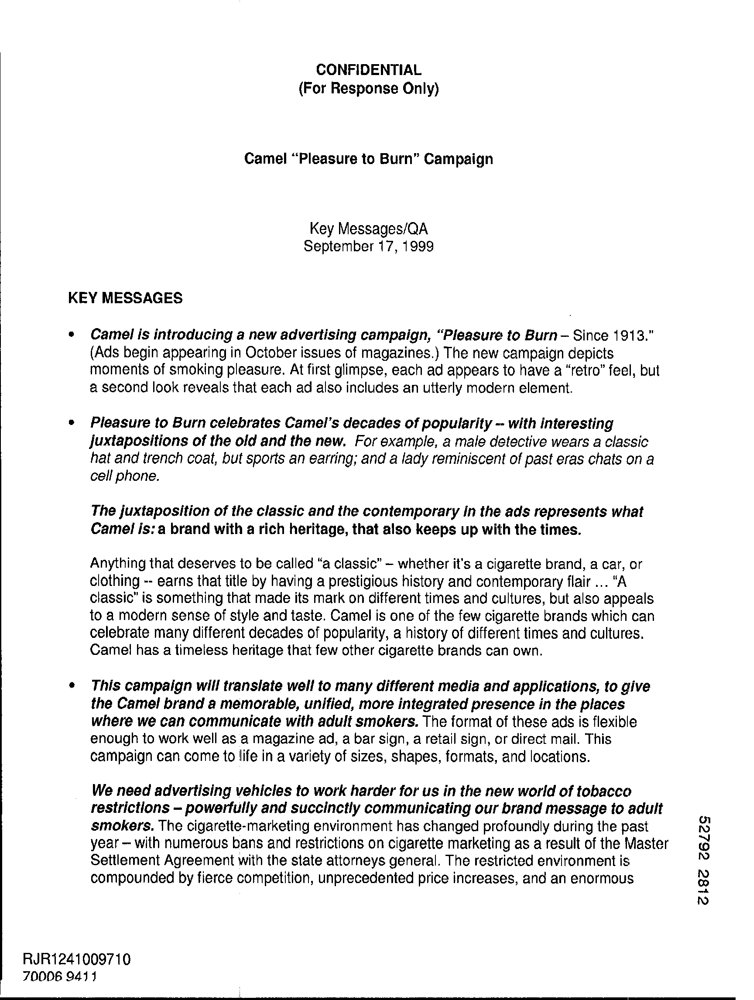 CONFIDENTIAL
(For Response Only)
Camel “Pleasure to Burn” Campaign
Key Messages/QA
September 17, 1999
KEY MESSAGES
• Camel is introducing a new advertising campaign, “Pleasure to Burn – Since 1913.”
(Ads begin appearing in October issues of magazines.) The new campaign depicts
moments of smoking pleasure. At first glimpse, each ad appears to have a “retro” feel, but
a second look reveals that each ad also includes an utterly modern element.
• Pleasure to Burn celebrates Camel's decades of popularity -- with interesting
juxtapositions of the old and the new. For example, a male detective wears a classic
hat and trench coat, but sports an earring; and a lady reminiscent of past eras chats on a
cell phone.
The juxtaposition of the classic and the contemporary in the ads represents what
Camel is: a brand with a rich heritage, that also keeps up with the times.
Anything that deserves to be called “a classic” – whether it's a cigarette brand, a car, or
clothing -- earns that title by having a prestigious history and contemporary flair ... “A
classic” is something that made its mark on different times and cultures, but also appeals
to a modern sense of style and taste. Camel is one of the few cigarette brands which can
celebrate many different decades of popularity, a history of different times and cultures.
Camel has a timeless heritage that few other cigarette brands can own.
• This campaign will translate well to many different media and applications, to give
the Camel brand a memorable, unified, more integrated presence in the places
where we can communicate with adult smokers. The format of these ads is flexible
enough to work well as a magazine ad, a bar sign, a retail sign, or direct mail. This
campaign can come to life in a variety of sizes, shapes, formats, and locations.
We need advertising vehicles to work harder for us in the new world of tobacco
restrictions – powerfully and succinctly communicating our brand message to adult
smokers. The cigarette-marketing environment has changed profoundly during the past
year – with numerous bans and restrictions on cigarette marketing as a result of the Master
Settlement Agreement with the state attorneys general. The restricted environment is
compounded by fierce competition, unprecedented price increases, and an enormous
52792 2812
RJR1241009710
70006 9411